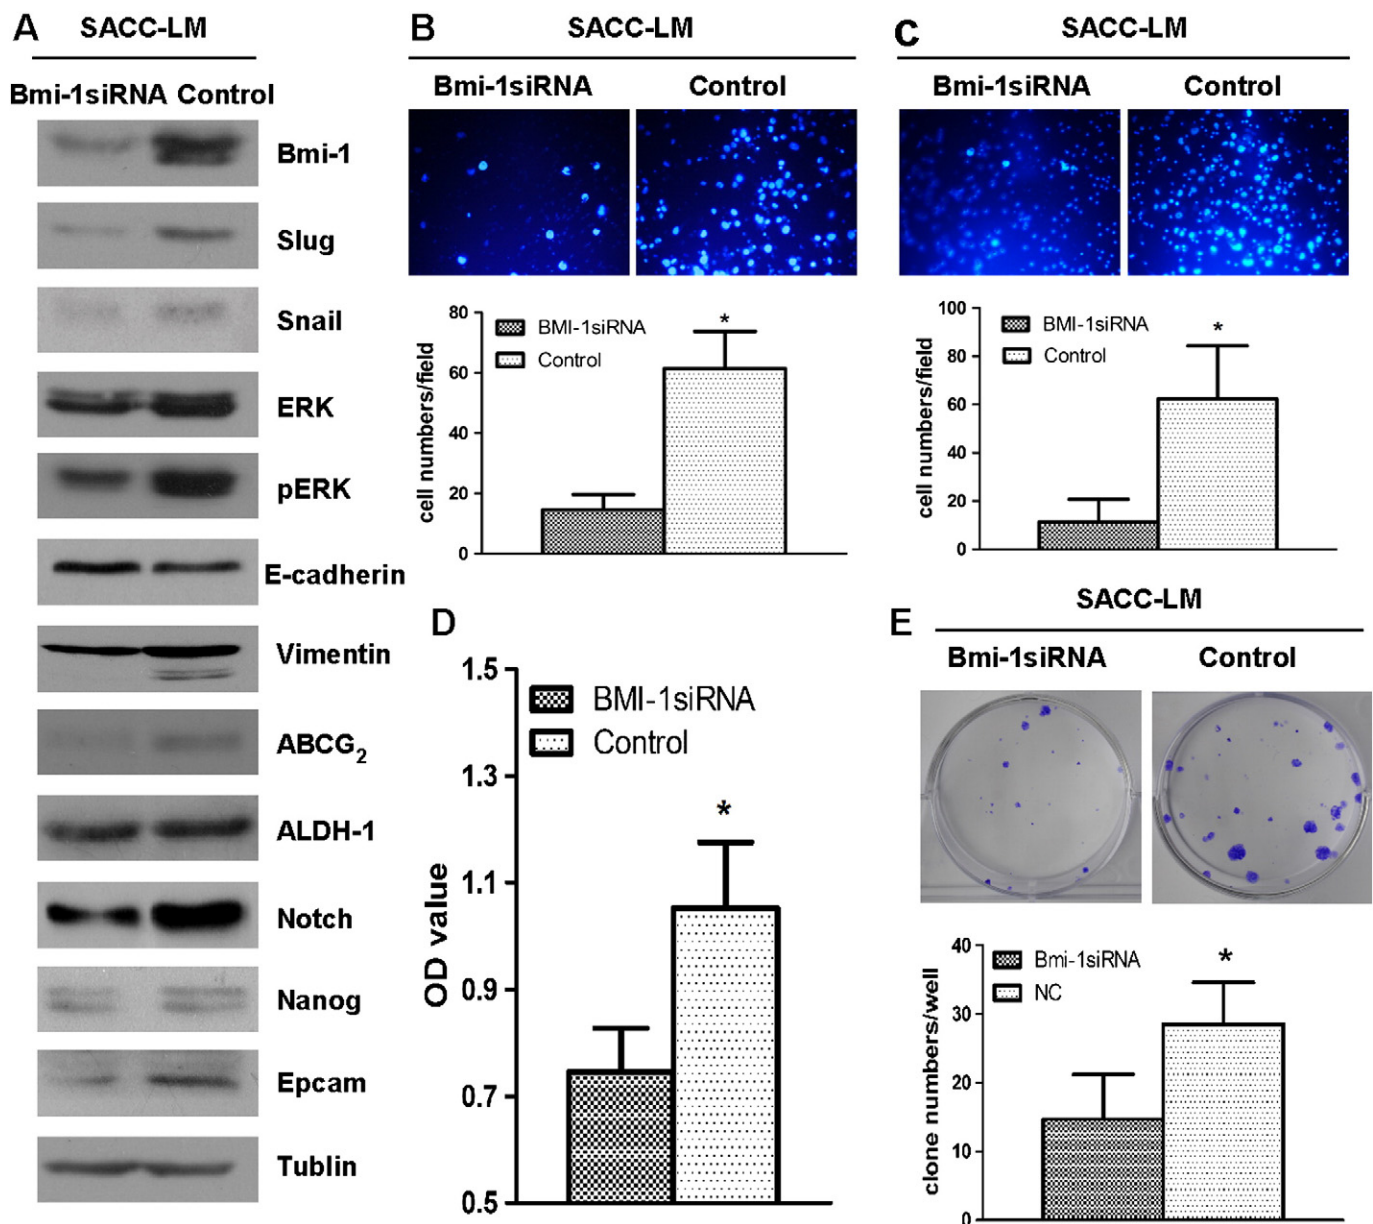 A
SACC-LM
Bmi-1siRNA Control
Bmi-1
Slug
Snail
ERK
pERK
E-cadherin
Vimentin
ABCG2
ALDH-1
Notch
Nanog
Epcam
Tublin
B
SACC-LM
Bmi-1siRNA Control
80
60
40
20
0
cell numbers/field
BMI-1siRNA
Control
*
C
SACC-LM
Bmi-1siRNA Control
100
80
60
40
20
0
cell numbers/field
BMI-1siRNA
Control
*
D
1.5
1.3
1.1
0.9
0.7
0.5
OD value
BMI-1siRNA
Control
*
E
SACC-LM
Bmi-1siRNA Control
40
30
20
10
0
clone numbers/well
Bmi-1siRNA
NC
*